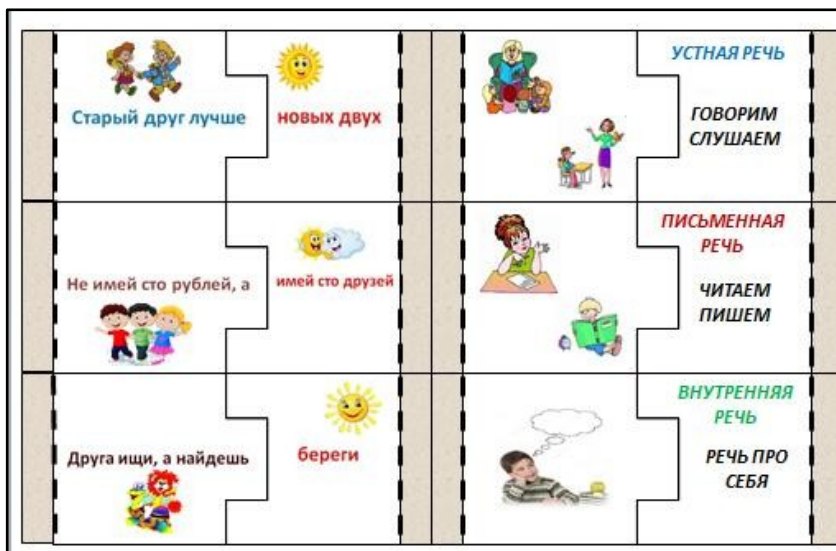 Старый друг лучше
новых двух
УСТНАЯ РЕЧЬ
ГОВОРИМ
СЛУШАЕМ
Не имей сто рублей, а
имей сто друзей
ПИСЬМЕННАЯ
РЕЧЬ
ЧИТАЕМ
ПИШЕМ
Друга ищи, а найдешь
береги
ВНУТРЕННЯЯ
РЕЧЬ
РЕЧЬ ПРО
СЕБЯ